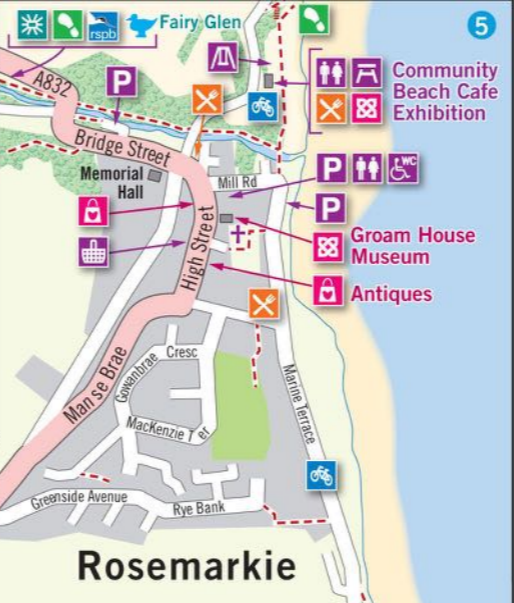 rspb
Fairy Glen
5
A832
P
Community
Beach Cafe
Exhibition
Bridge Street
Memorial
Hall
Mill Rd
P
WC
P
High Street
Groam House
Museum
Antiques
Manse Brae
Gowanbrae Cresc
MacKenzie Ter
Marine Terrace
Greenside Avenue
Rye Bank
Rosemarkie